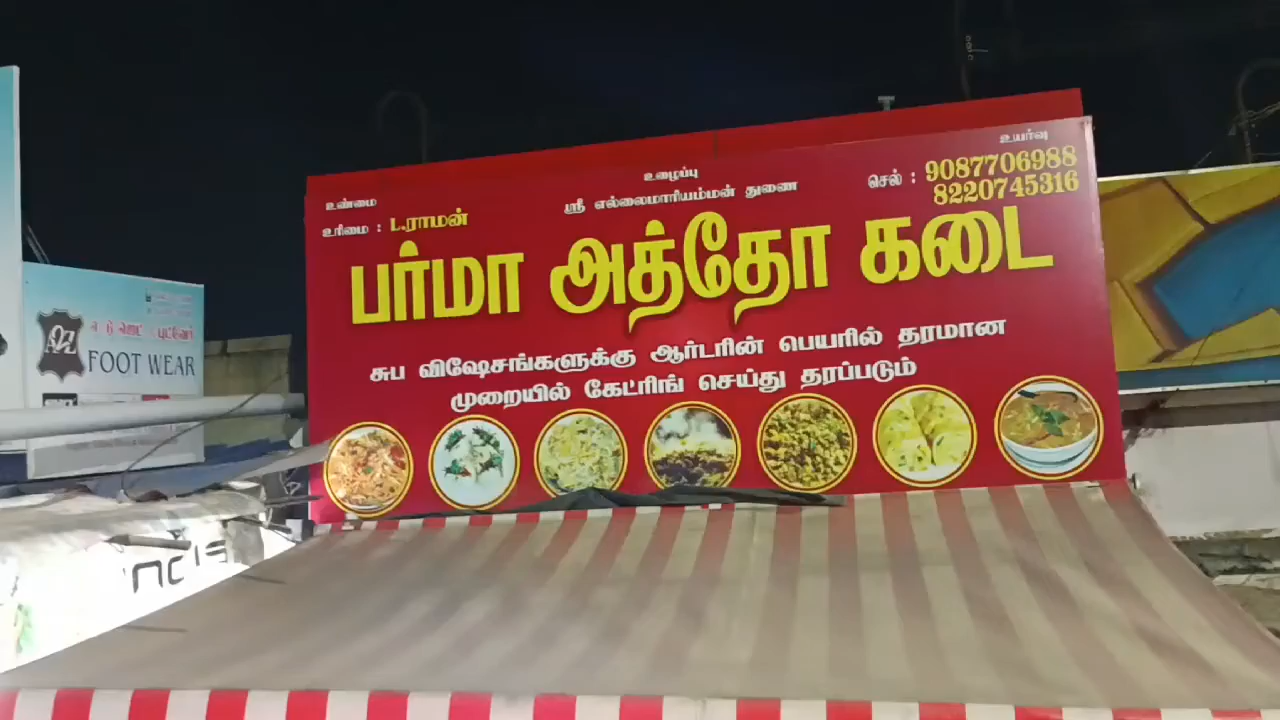 உண்மை
உழைப்பு
உயர்வு
உரிமை : ட.ராமன்
ஸ்ரீ எல்லைமாரியம்மன் துணை
செல் : 9087706988
8220745316
பர்மா அத்தோ கடை
சுப விஷேசங்களுக்கு ஆர்டரின் பெயரில் தரமான
முறையில் கேட்ரிங் செய்து தரப்படும்
FOOT WEAR